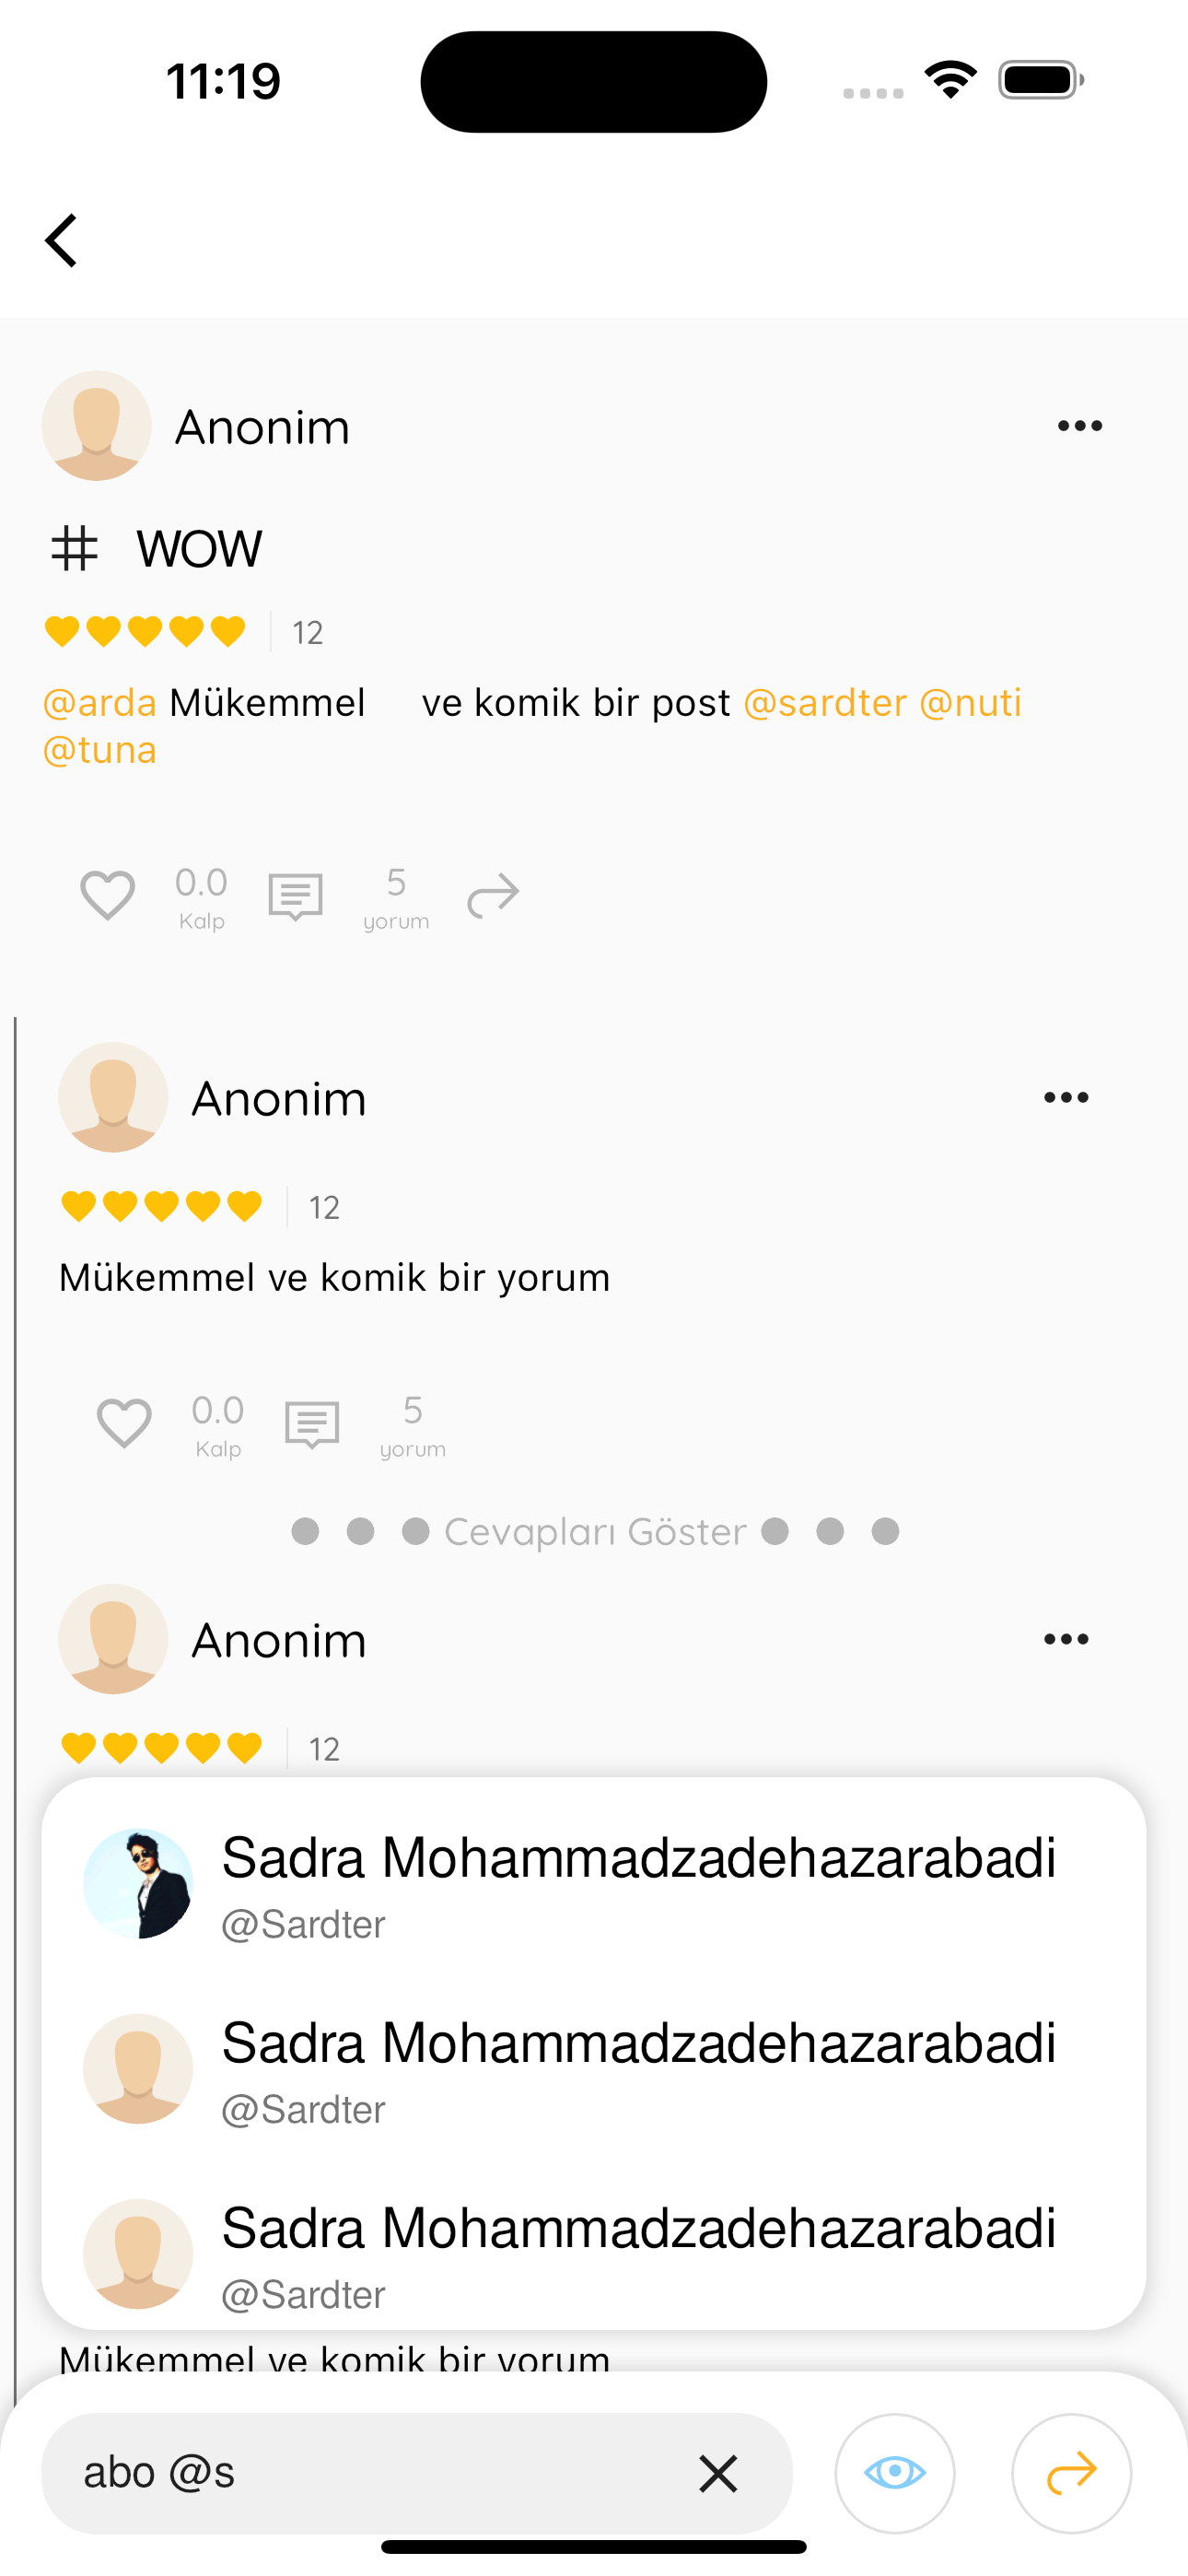 11:19
Anonim
# WOW
12
@arda Mükemmel ve komik bir post @sardter @nuti
@tuna
0.0
Kalp
5
yorum
Anonim
12
Mükemmel ve komik bir yorum
0.0
Kalp
5
yorum
Cevapları Göster
Anonim
12
Sadra Mohammadzadehazarabadi
@Sardter
Sadra Mohammadzadehazarabadi
@Sardter
Sadra Mohammadzadehazarabadi
@Sardter
Mükemmel ve komik bir yorum
abo @s